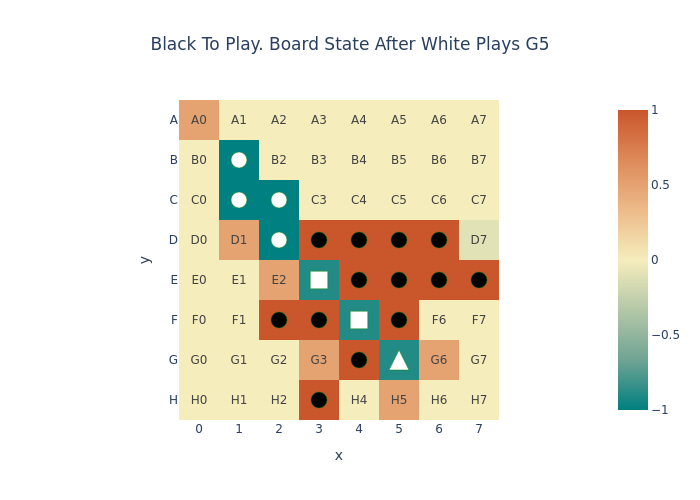 Black To Play. Board State After White Plays G5
A A0 A1 A2 A3 A4 A5 A6 A7
B B0 B2 B3 B4 B5 B6 B7
C C0 C3 C4 C5 C6 C7
D D0 D1 D7
E E0 E1 E2
F F0 F1 F6 F7
G G0 G1 G2 G3 G6 G7
H H0 H1 H2 H4 H5 H6 H7
0 1 2 3 4 5 6 7
x
y
1
0.5
0
−0.5
−1